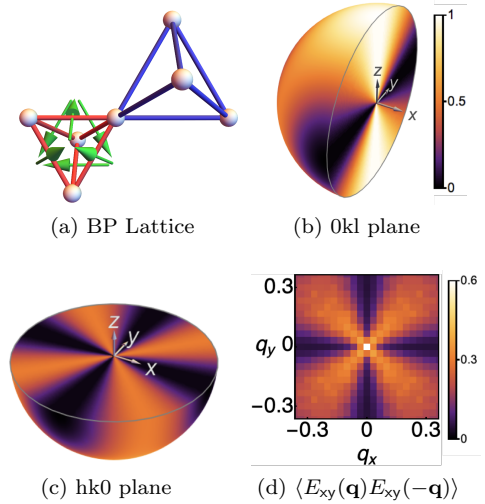 (a) BP Lattice
z
y
x
1
0.5
0
(b) 0kl plane
z
y
x
(c) hk0 plane
0.3
q_y 0
−0.3
−0.3 0 0.3
q_x
0.6
0.3
0
(d) ⟨E_xy(𝐪)E_xy(−𝐪)⟩